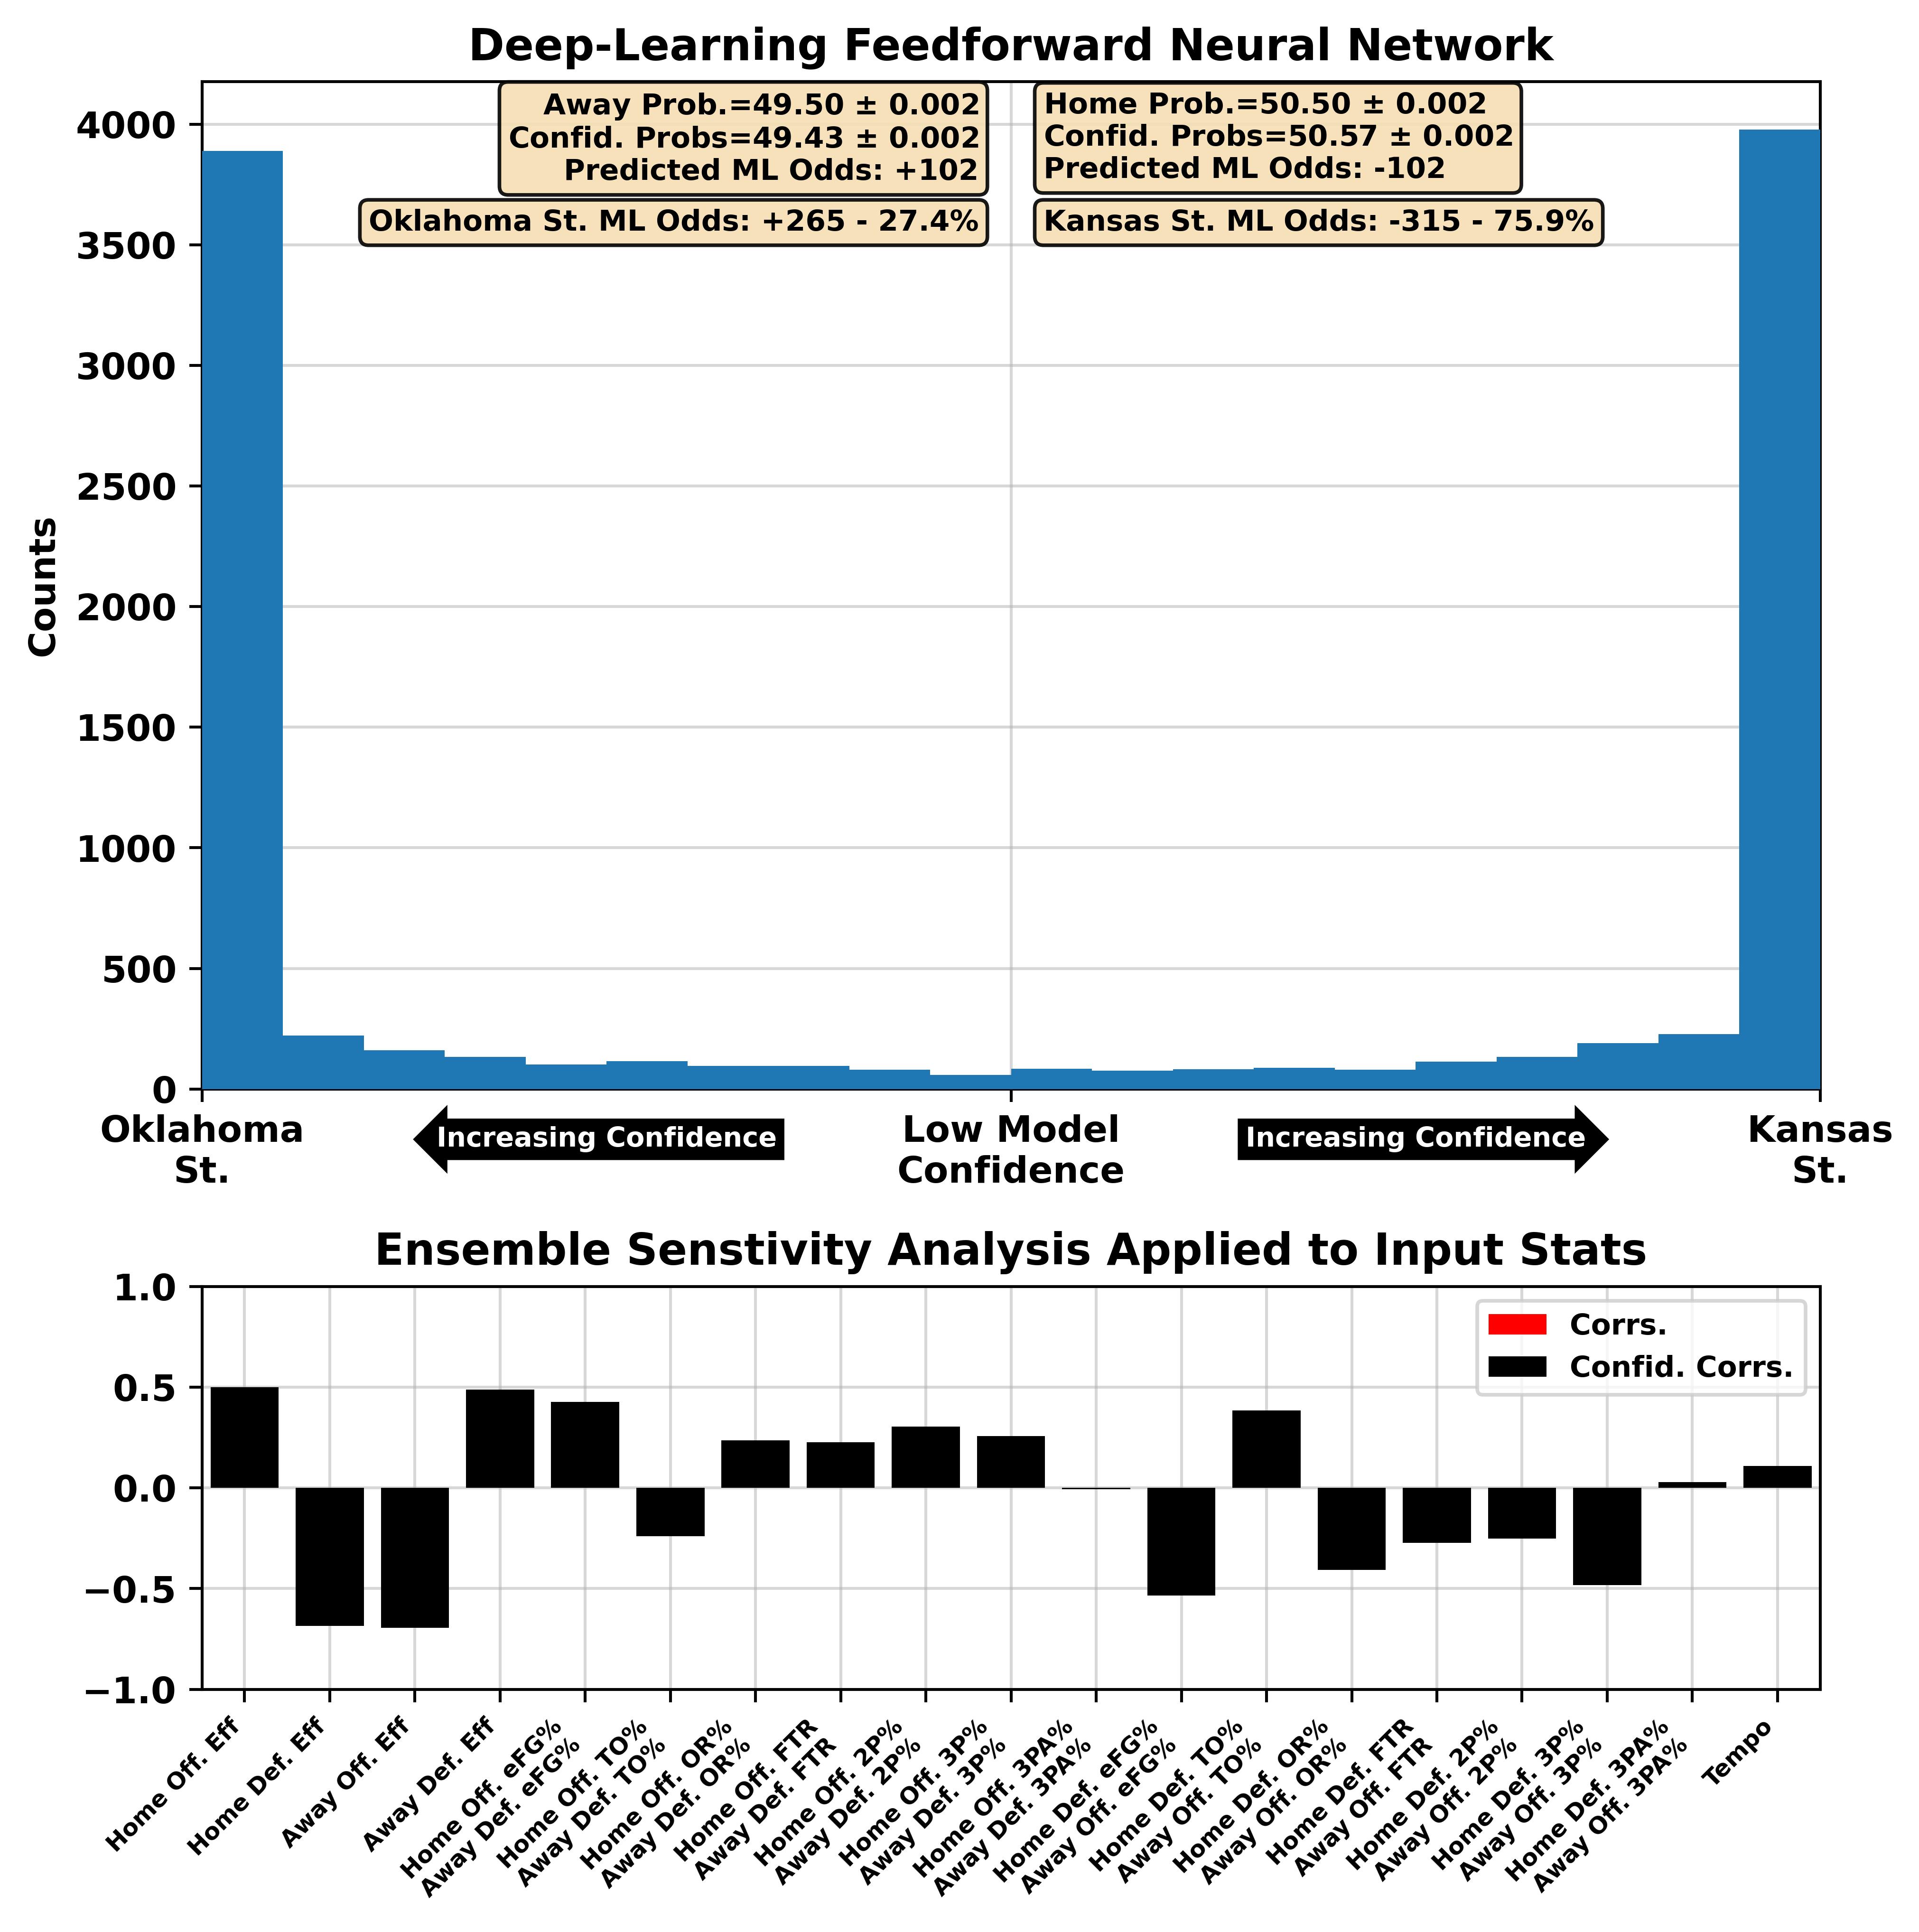 Deep-Learning Feedforward Neural Network
Away Prob.=49.50 ± 0.002
Confid. Probs=49.43 ± 0.002
Predicted ML Odds: +102
Home Prob.=50.50 ± 0.002
Confid. Probs=50.57 ± 0.002
Predicted ML Odds: -102
Oklahoma St. ML Odds: +265 - 27.4%
Kansas St. ML Odds: -315 - 75.9%
Counts
4000
3500
3000
2500
2000
1500
1000
500
0
Oklahoma
St.
Increasing Confidence
Low Model
Confidence
Increasing Confidence
Kansas
St.
Ensemble Senstivity Analysis Applied to Input Stats
1.0
0.5
0.0
−0.5
−1.0
Corrs.
Confid. Corrs.
Home Off. Eff
Home Def. Eff
Away Off. Eff
Away Def. Eff
Home Off. eFG%
Away Def. eFG%
Home Off. TO%
Away Def. TO%
Home Off. OR%
Away Def. OR%
Home Off. FTR
Away Def. FTR
Home Off. 2P%
Away Def. 2P%
Home Off. 3P%
Away Def. 3P%
Home Off. 3PA%
Away Def. 3PA%
Home Def. eFG%
Away Off. eFG%
Home Def. TO%
Away Off. TO%
Home Def. OR%
Away Off. OR%
Home Def. FTR
Away Off. FTR
Home Def. 2P%
Away Off. 2P%
Home Def. 3P%
Away Off. 3P%
Home Def. 3PA%
Away Off. 3PA%
Tempo